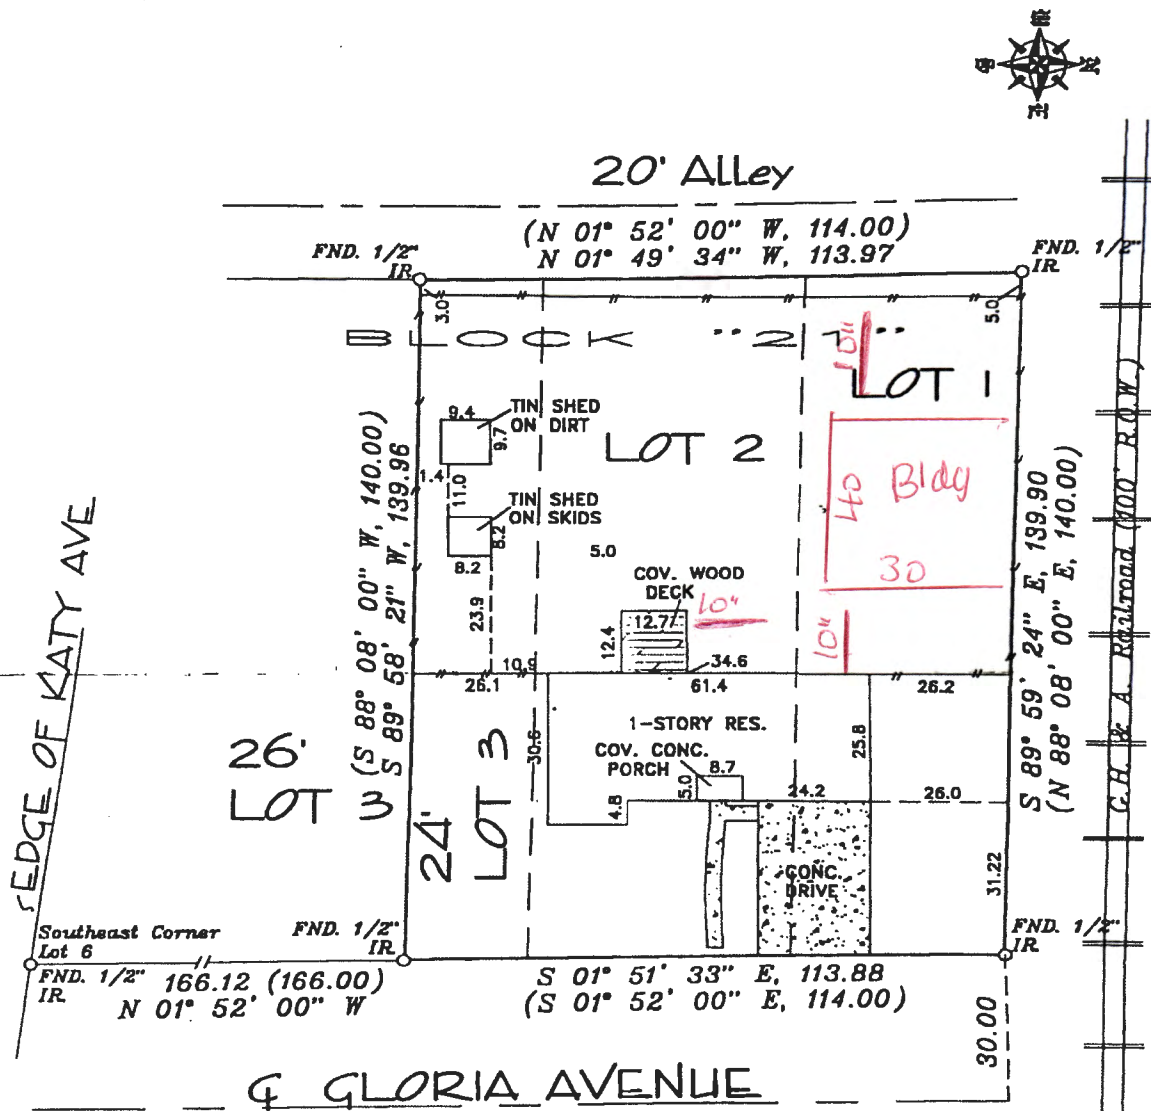 20' Alley
(N 01° 52' 00" W, 114.00)
N 01° 49' 34" W, 113.97
FND. 1/2"
IR
FND. 1/2"
IR
3.0
5.0
BLOCK "21"
10"
LOT 1
9.4
TIN SHED
ON DIRT
9.7
LOT 2
40 Bldg
30
1.4
11.0
TIN SHED
ON SKIDS
8.2
8.2
5.0
COV. WOOD
DECK
10"
12.7
12.4
10"
23.9
10.9
34.6
26.1
61.4
26.2
(S 88° 08' 00" W, 140.00)
S 89° 58' 21" W, 139.96
S 89° 59' 24" E, 139.90
(N 88° 08' 00" E, 140.00)
G.H. & A. Railroad (100' R.O.W.)
EDGE OF KATY AVE
26'
LOT 3
24'
LOT 3
30.6
1-STORY RES.
COV. CONC.
PORCH
8.7
5.0
4.8
25.8
24.2
26.0
CONC.
DRIVE
31.22
Southeast Corner
Lot 6
FND. 1/2"
IR
FND. 1/2"
IR
FND. 1/2"
IR
166.12 (166.00)
N 01° 52' 00" W
S 01° 51' 33" E, 113.88
(S 01° 52' 00" E, 114.00)
30.00
GLORIA AVENUE